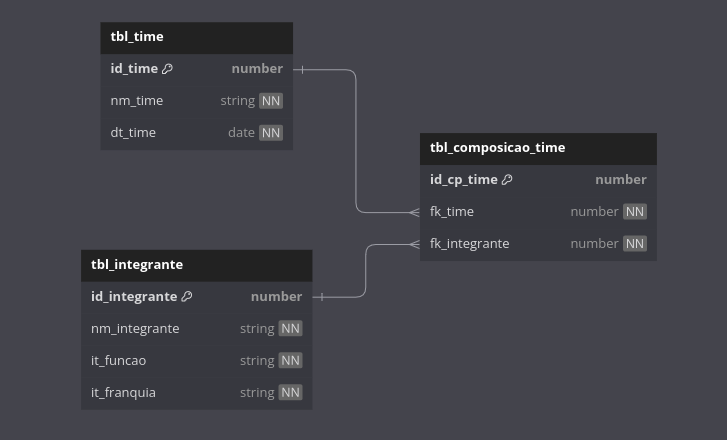 tbl_time
id_time number
nm_time string NN
dt_time date NN
tbl_composicao_time
id_cp_time number
fk_time number NN
fk_integrante number NN
tbl_integrante
id_integrante number
nm_integrante string NN
it_funcao string NN
it_franquia string NN